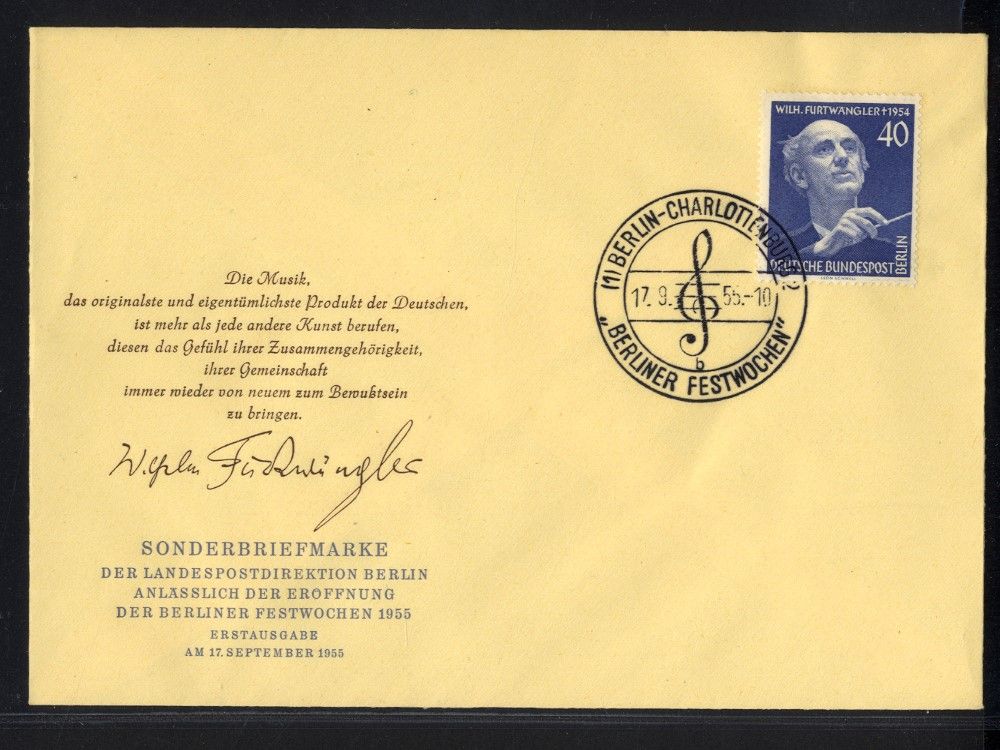 WILH. FURTWÄNGLER † 1954
40
DEUTSCHE BUNDESPOST
BERLIN
(1) BERLIN-CHARLOTTENBURG 2
17. 9. 55.-10
b
„BERLINER FESTWOCHEN"
Die Musik,
das originalste und eigentümlichste Produkt der Deutschen,
ist mehr als jede andere Kunst berufen,
diesen das Gefühl ihrer Zusammengehörigkeit,
ihrer Gemeinschaft
immer wieder von neuem zum Bewußtsein
zu bringen.
Wilhelm Furtwängler
SONDERBRIEFMARKE
DER LANDESPOSTDIREKTION BERLIN
ANLÄSSLICH DER ERÖFFNUNG
DER BERLINER FESTWOCHEN 1955
ERSTAUSGABE
AM 17. SEPTEMBER 1955